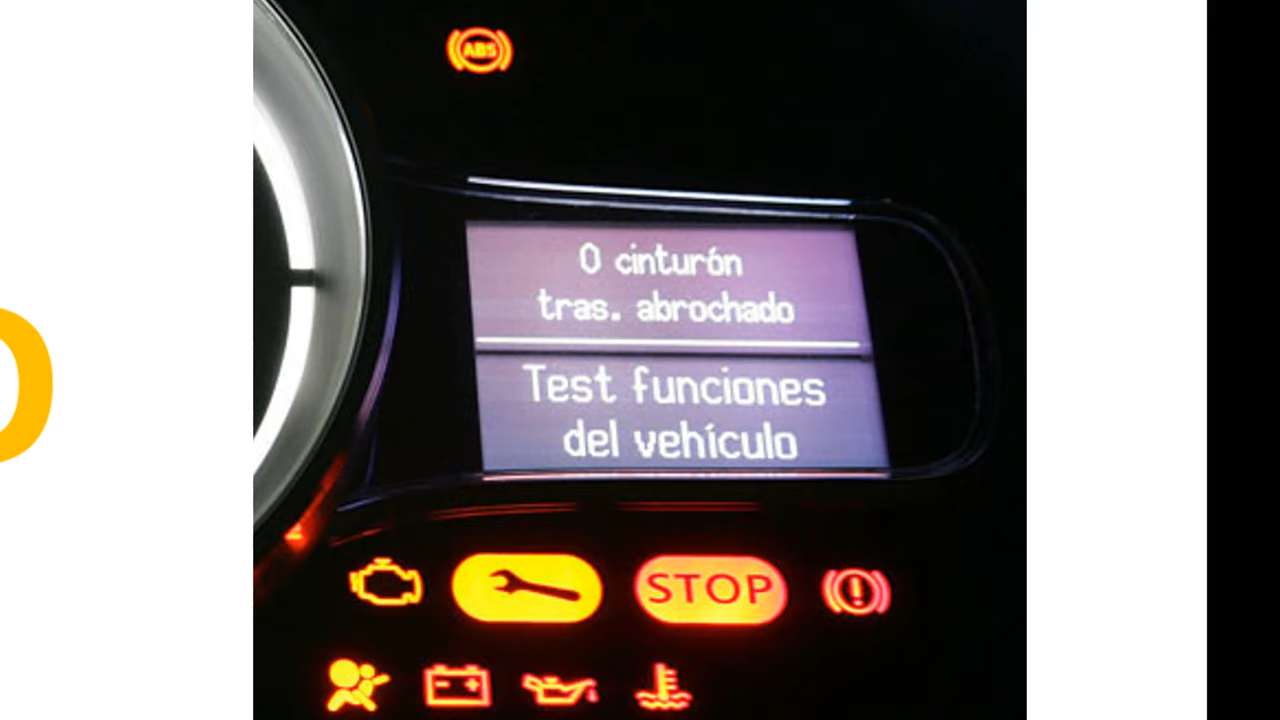 ABS
0 cinturón
tras. abrochado
Test funciones
del vehículo
STOP